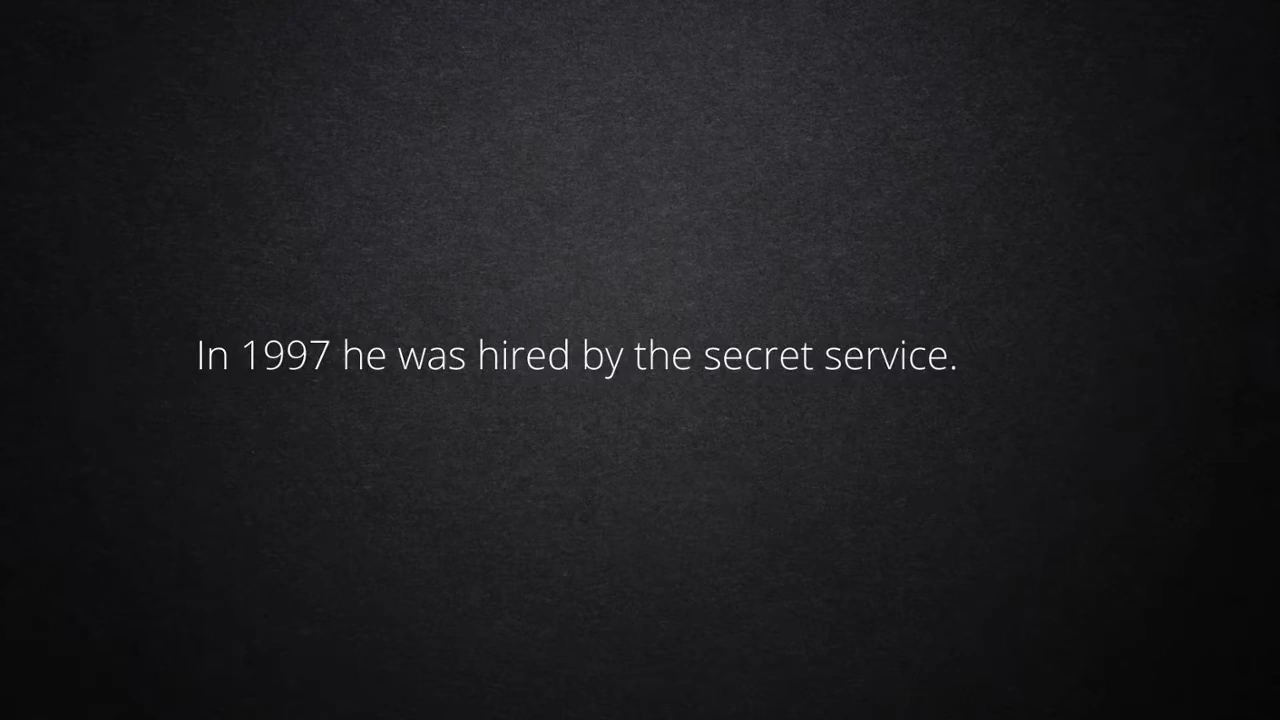 In 1997 he was hired by the secret service.